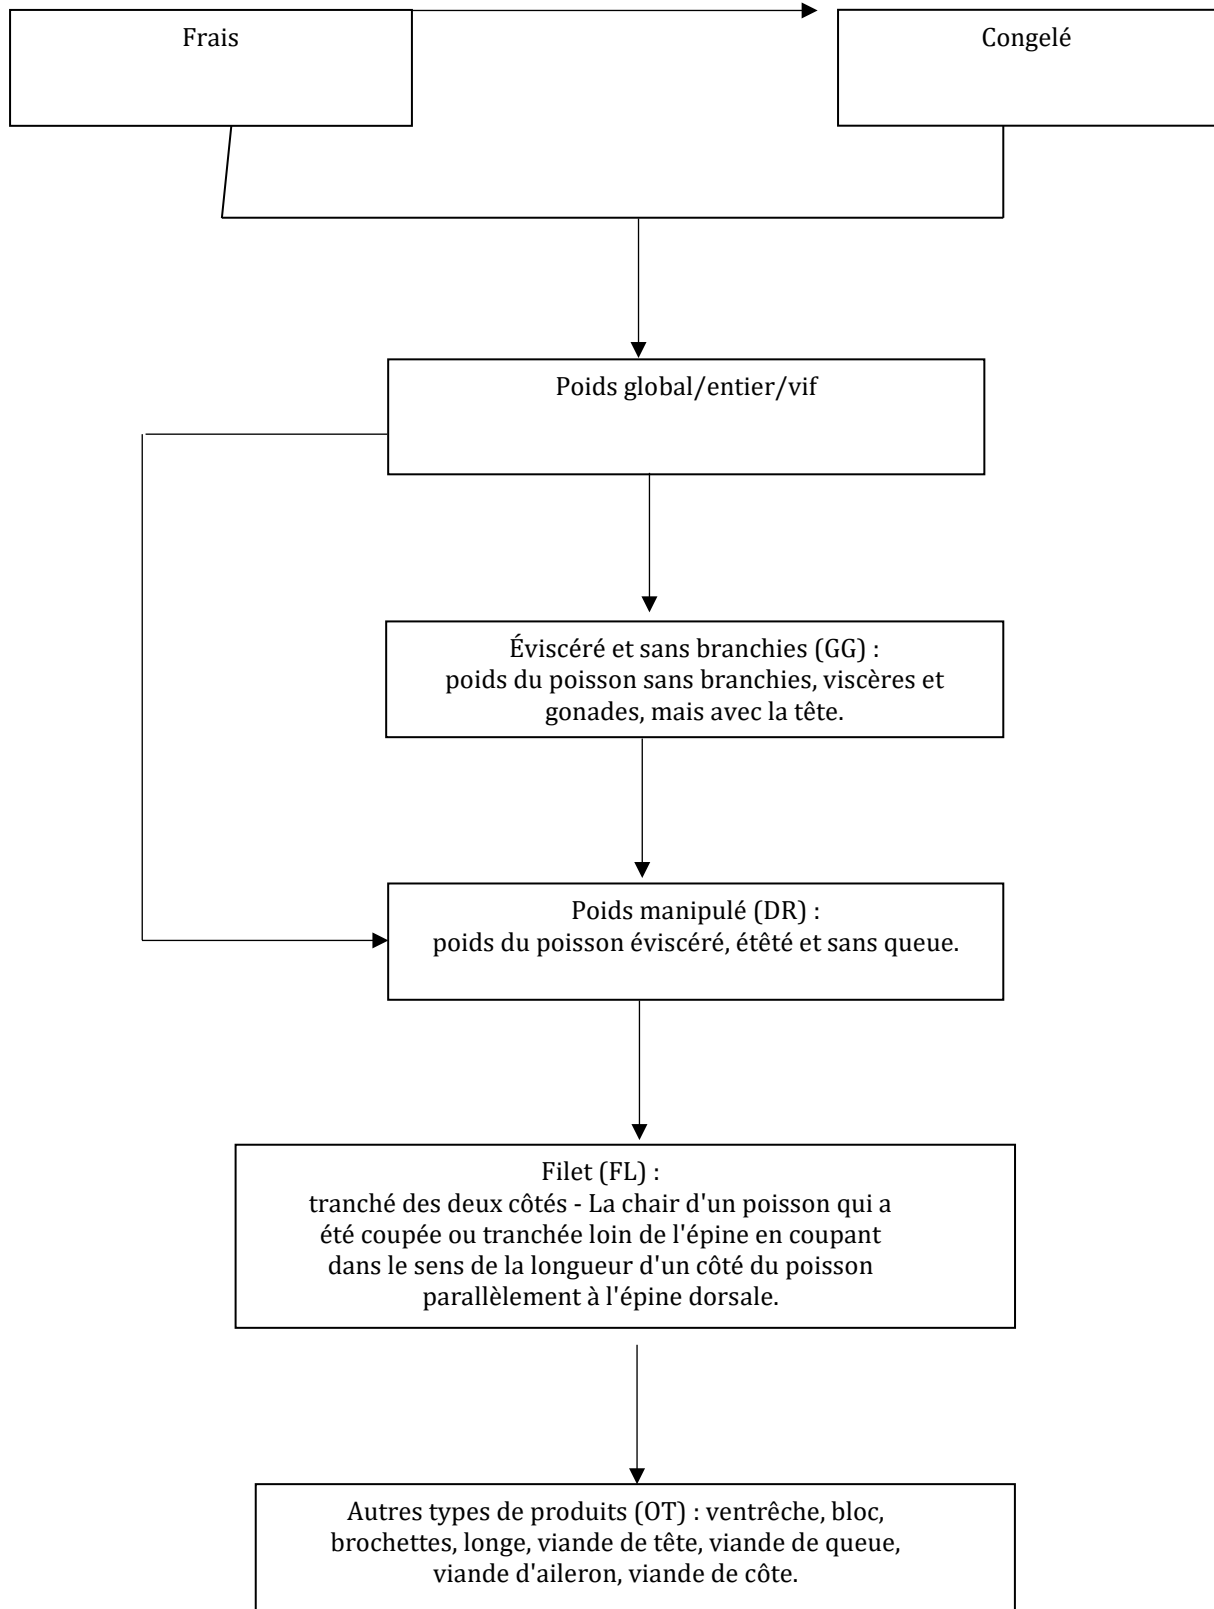 Frais
Congelé
Poids global/entier/vif
Éviscéré et sans branchies (GG) :
poids du poisson sans branchies, viscères et
gonades, mais avec la tête.
Poids manipulé (DR) :
poids du poisson éviscéré, étêté et sans queue.
Filet (FL) :
tranché des deux côtés - La chair d'un poisson qui a
été coupée ou tranchée loin de l'épine en coupant
dans le sens de la longueur d'un côté du poisson
parallèlement à l'épine dorsale.
Autres types de produits (OT) : ventrêche, bloc,
brochettes, longe, viande de tête, viande de queue,
viande d'aileron, viande de côte.